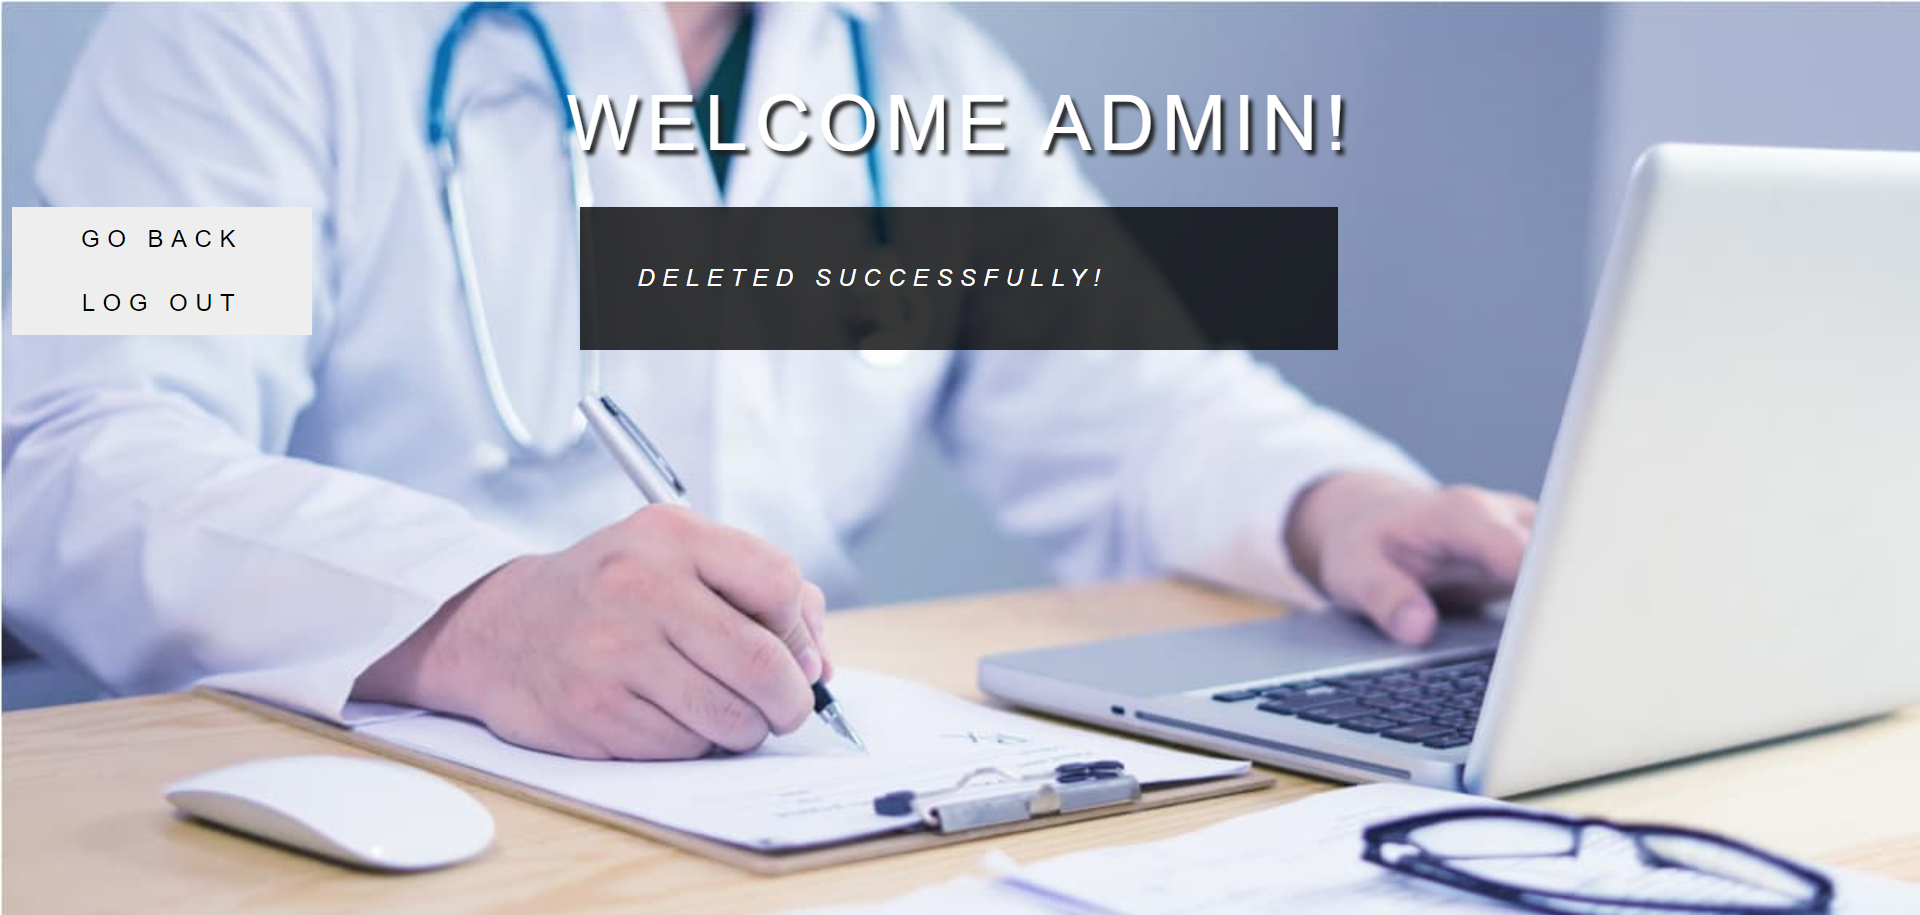 WELCOME ADMIN!
GO BACK
LOG OUT
DELETED SUCCESSFULLY!